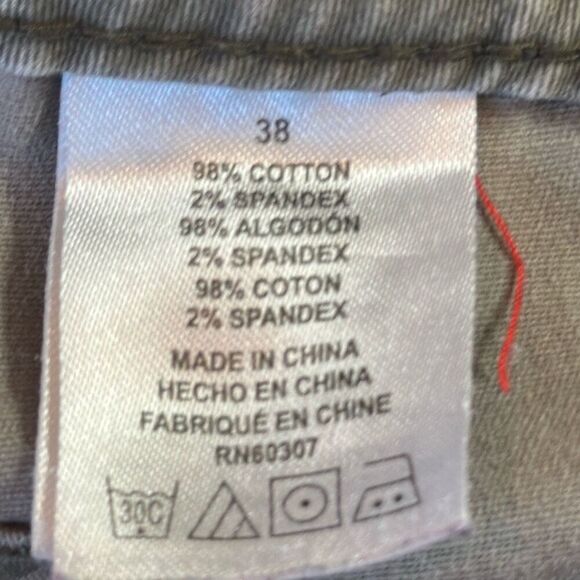 38
98% COTTON
2% SPANDEX
98% ALGODÓN
2% SPANDEX
98% COTON
2% SPANDEX
MADE IN CHINA
HECHO EN CHINA
FABRIQUÉ EN CHINE
RN60307
30C